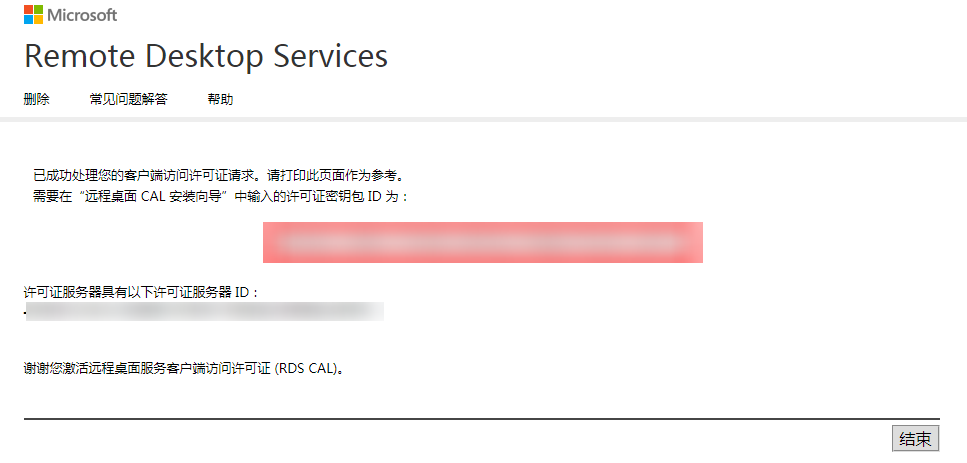 Microsoft
Remote Desktop Services
删除 常见问题解答 帮助
已成功处理您的客户端访问许可证请求。请打印此页面作为参考。
需要在“远程桌面 CAL 安装向导”中输入的许可证密钥包 ID 为：
许可证服务器具有以下许可证服务器 ID：
谢谢您激活远程桌面服务客户端访问许可证 (RDS CAL)。
结束